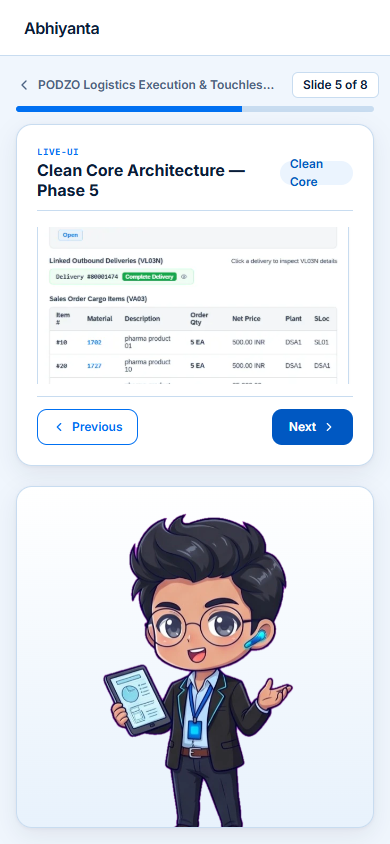 Abhiyanta
PODZO Logistics Execution & Touchles...
Slide 5 of 8
LIVE-UI
Clean Core Architecture —
Phase 5
Clean
Core
Open
Linked Outbound Deliveries (VL03N)
Click a delivery to inspect VL03N details
Delivery #80001474 Complete Delivery
Sales Order Cargo Items (VA03)
Item # Material Description Order Qty Net Price Plant SLoc
#10 1702 pharma product 01 5 EA 500.00 INR DSA1 SL01
#20 1727 pharma product 10 5 EA 500.00 INR DSA1 DSA1
Previous
Next